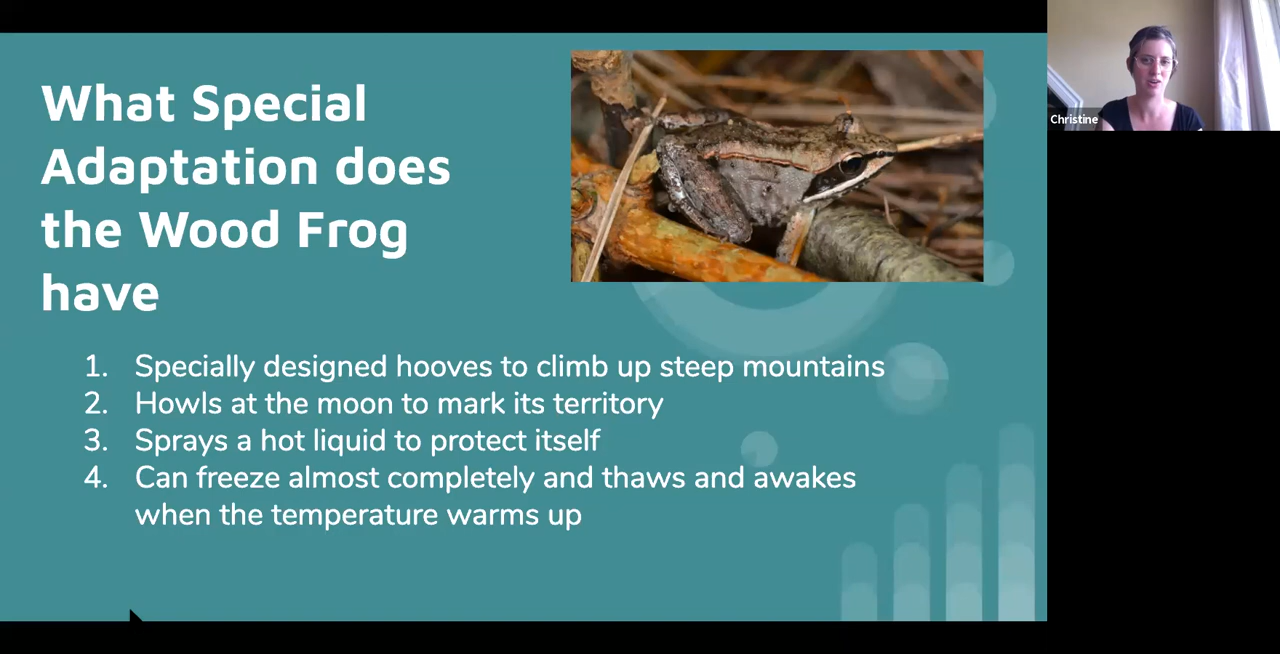 What Special
Adaptation does
the Wood Frog
have
1. Specially designed hooves to climb up steep mountains
2. Howls at the moon to mark its territory
3. Sprays a hot liquid to protect itself
4. Can freeze almost completely and thaws and awakes
when the temperature warms up
Christine